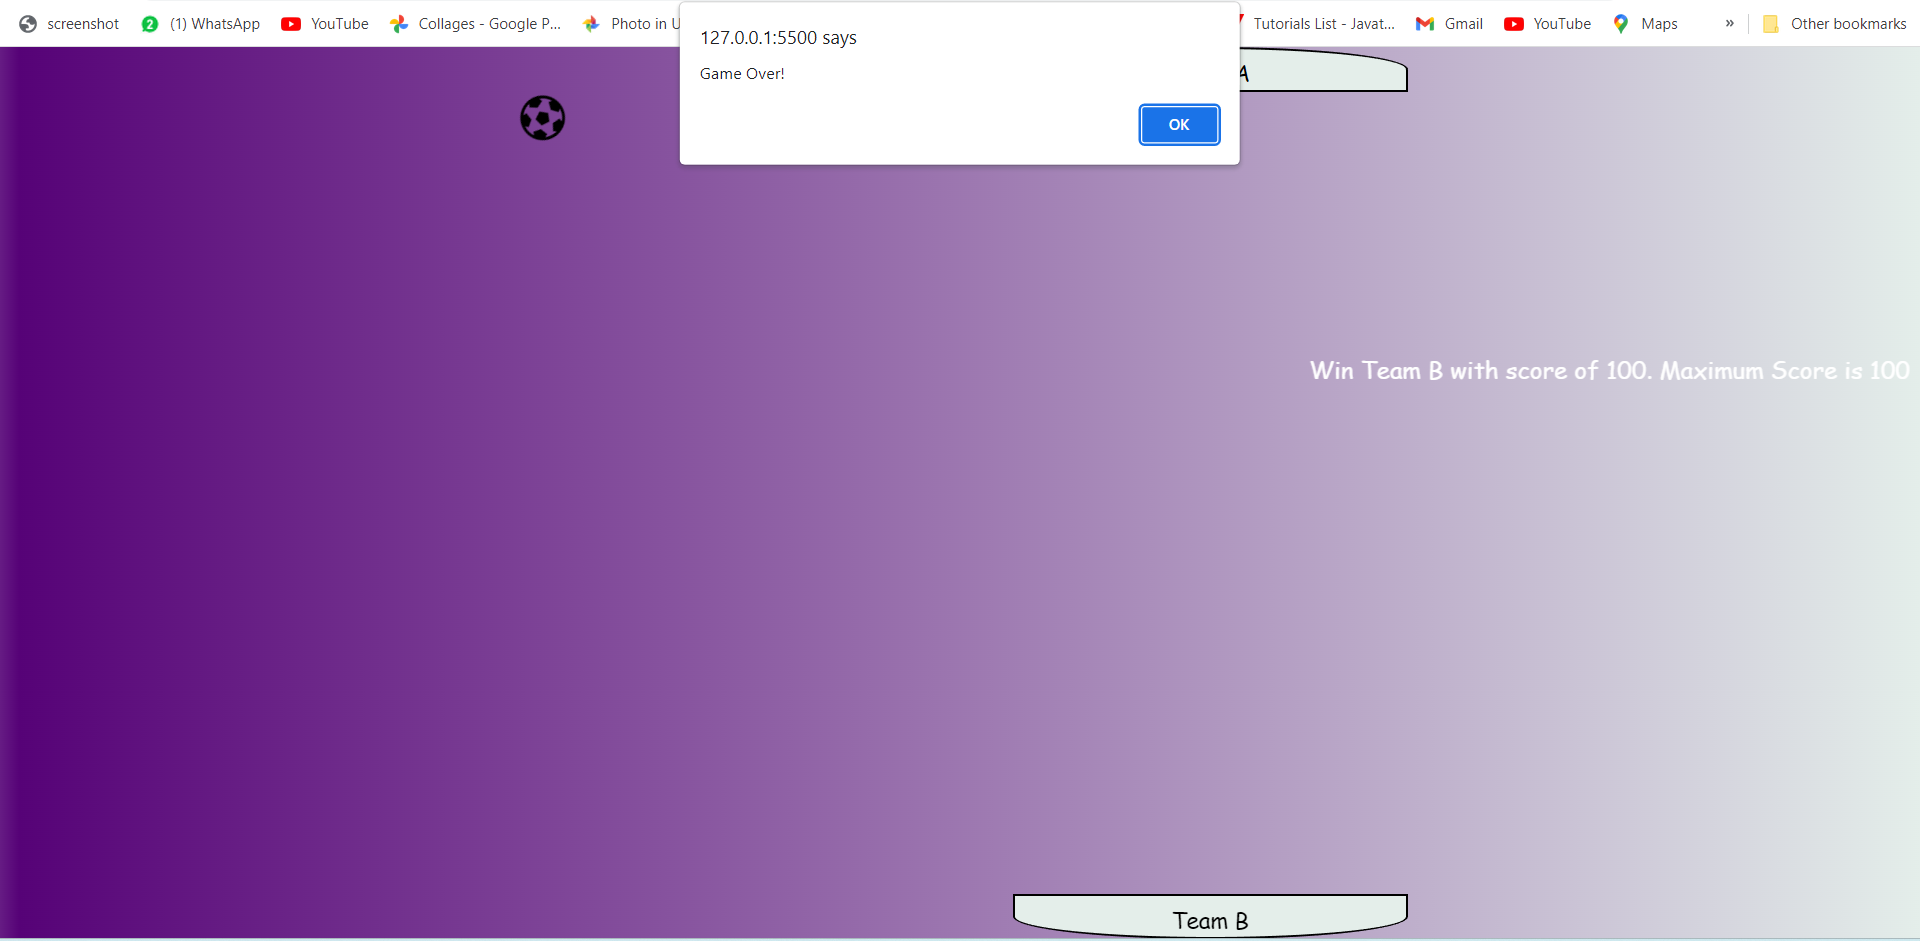 screenshot (1) WhatsApp YouTube Collages - Google P... Photo in U Tutorials List - Javat... Gmail YouTube Maps » Other bookmarks
2
127.0.0.1:5500 says
Game Over!
A
OK
Win Team B with score of 100. Maximum Score is 100
Team B